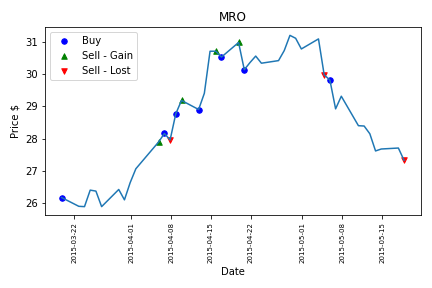 MRO
Buy
Sell - Gain
Sell - Lost
Price $
31
30
29
28
27
26
2015-03-22
2015-04-01
2015-04-08
2015-04-15
2015-04-22
2015-05-01
2015-05-08
2015-05-15
Date